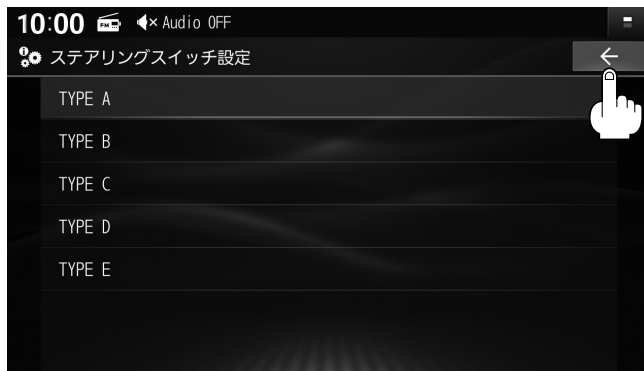 10:00 FM Audio OFF
ステアリングスイッチ設定
TYPE A
TYPE B
TYPE C
TYPE D
TYPE E